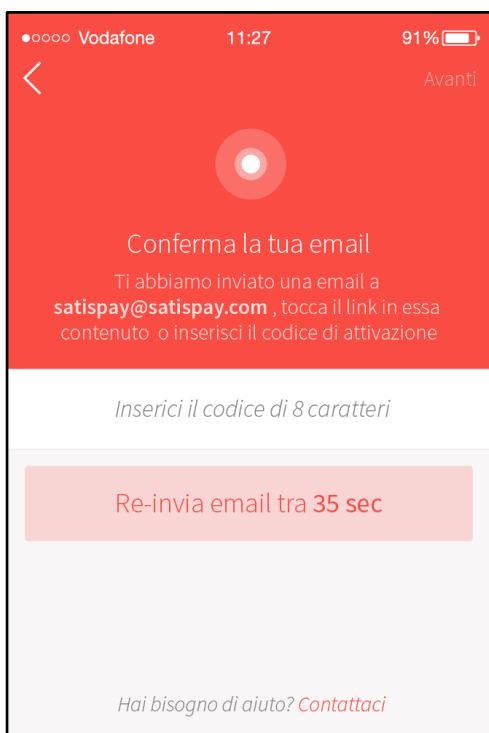 Vodafone 11:27 91%
Avanti
Conferma la tua email
Ti abbiamo inviato una email a
satispay@satispay.com , tocca il link in essa
contenuto o inserisci il codice di attivazione
Inserici il codice di 8 caratteri
Re-invia email tra 35 sec
Hai bisogno di aiuto? Contattaci